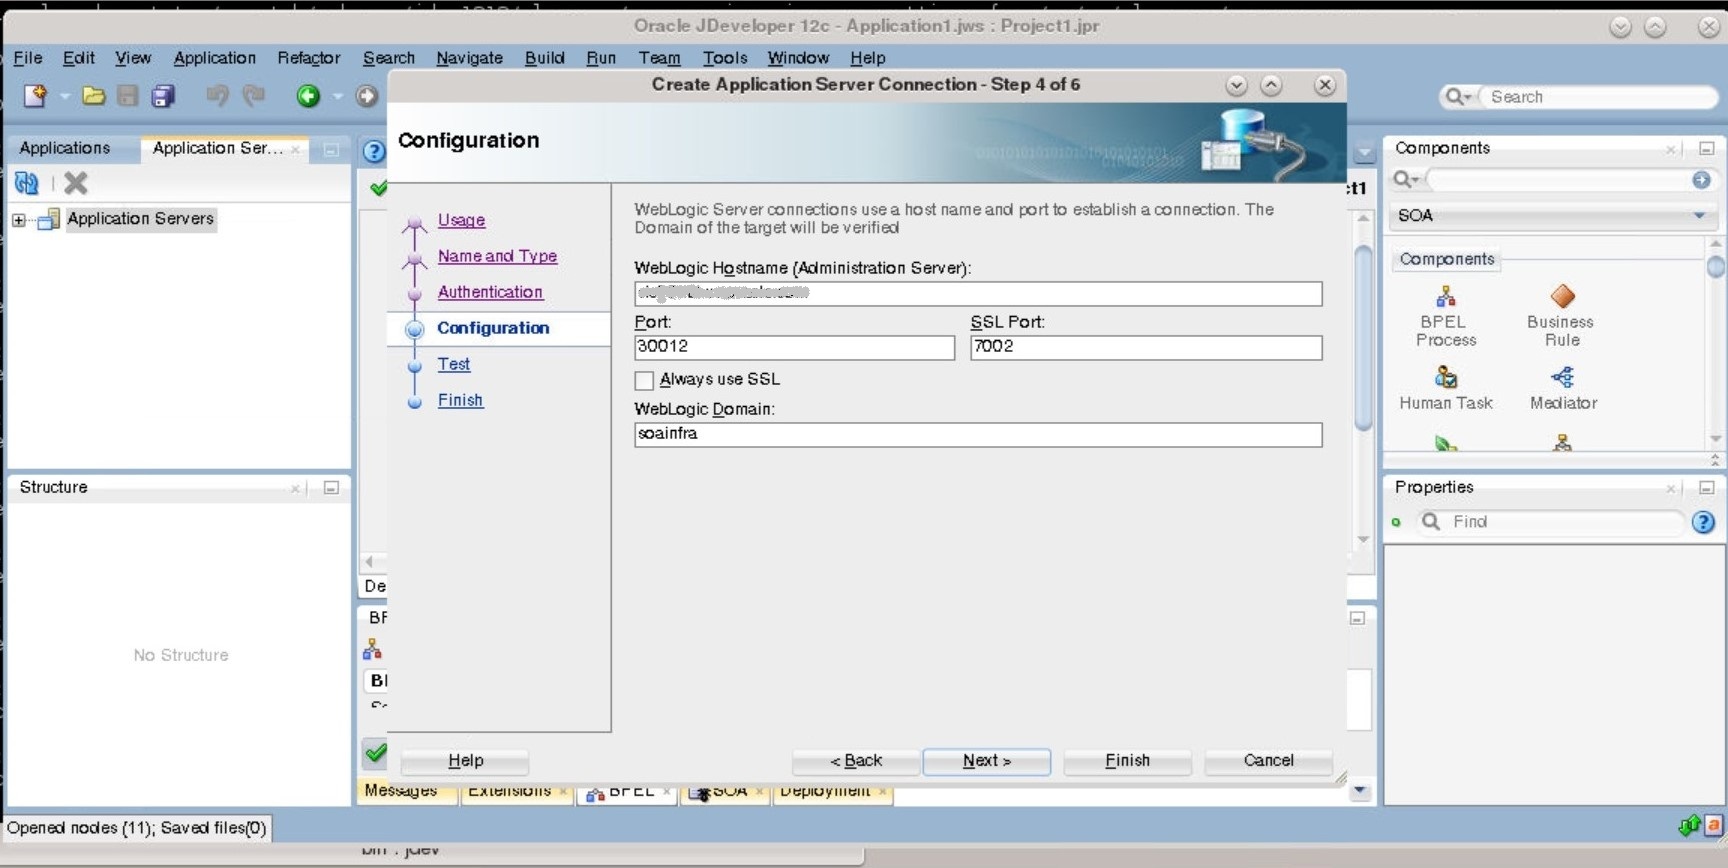 Oracle JDeveloper 12c - Application1.jws : Project1.jpr
File Edit View Application Refactor Search Navigate Build Run Team Tools Window Help
Create Application Server Connection - Step 4 of 6
Search
Configuration
Applications
Application Ser...
Components
SOA
Application Servers
Usage
Name and Type
Authentication
Configuration
Test
Finish
WebLogic Server connections use a host name and port to establish a connection. The
Domain of the target will be verified
WebLogic Hostname (Administration Server):
Port:
SSL Port:
30012
7002
Always use SSL
WebLogic Domain:
soainfra
ct1
Components
BPEL
Process
Business
Rule
Human Task
Mediator
Structure
No Structure
Properties
Find
De
BP
BI
Help
< Back
Next >
Finish
Cancel
Messages
Extensions
BPEL
SOA
Deployment
Opened nodes (11); Saved files(0)